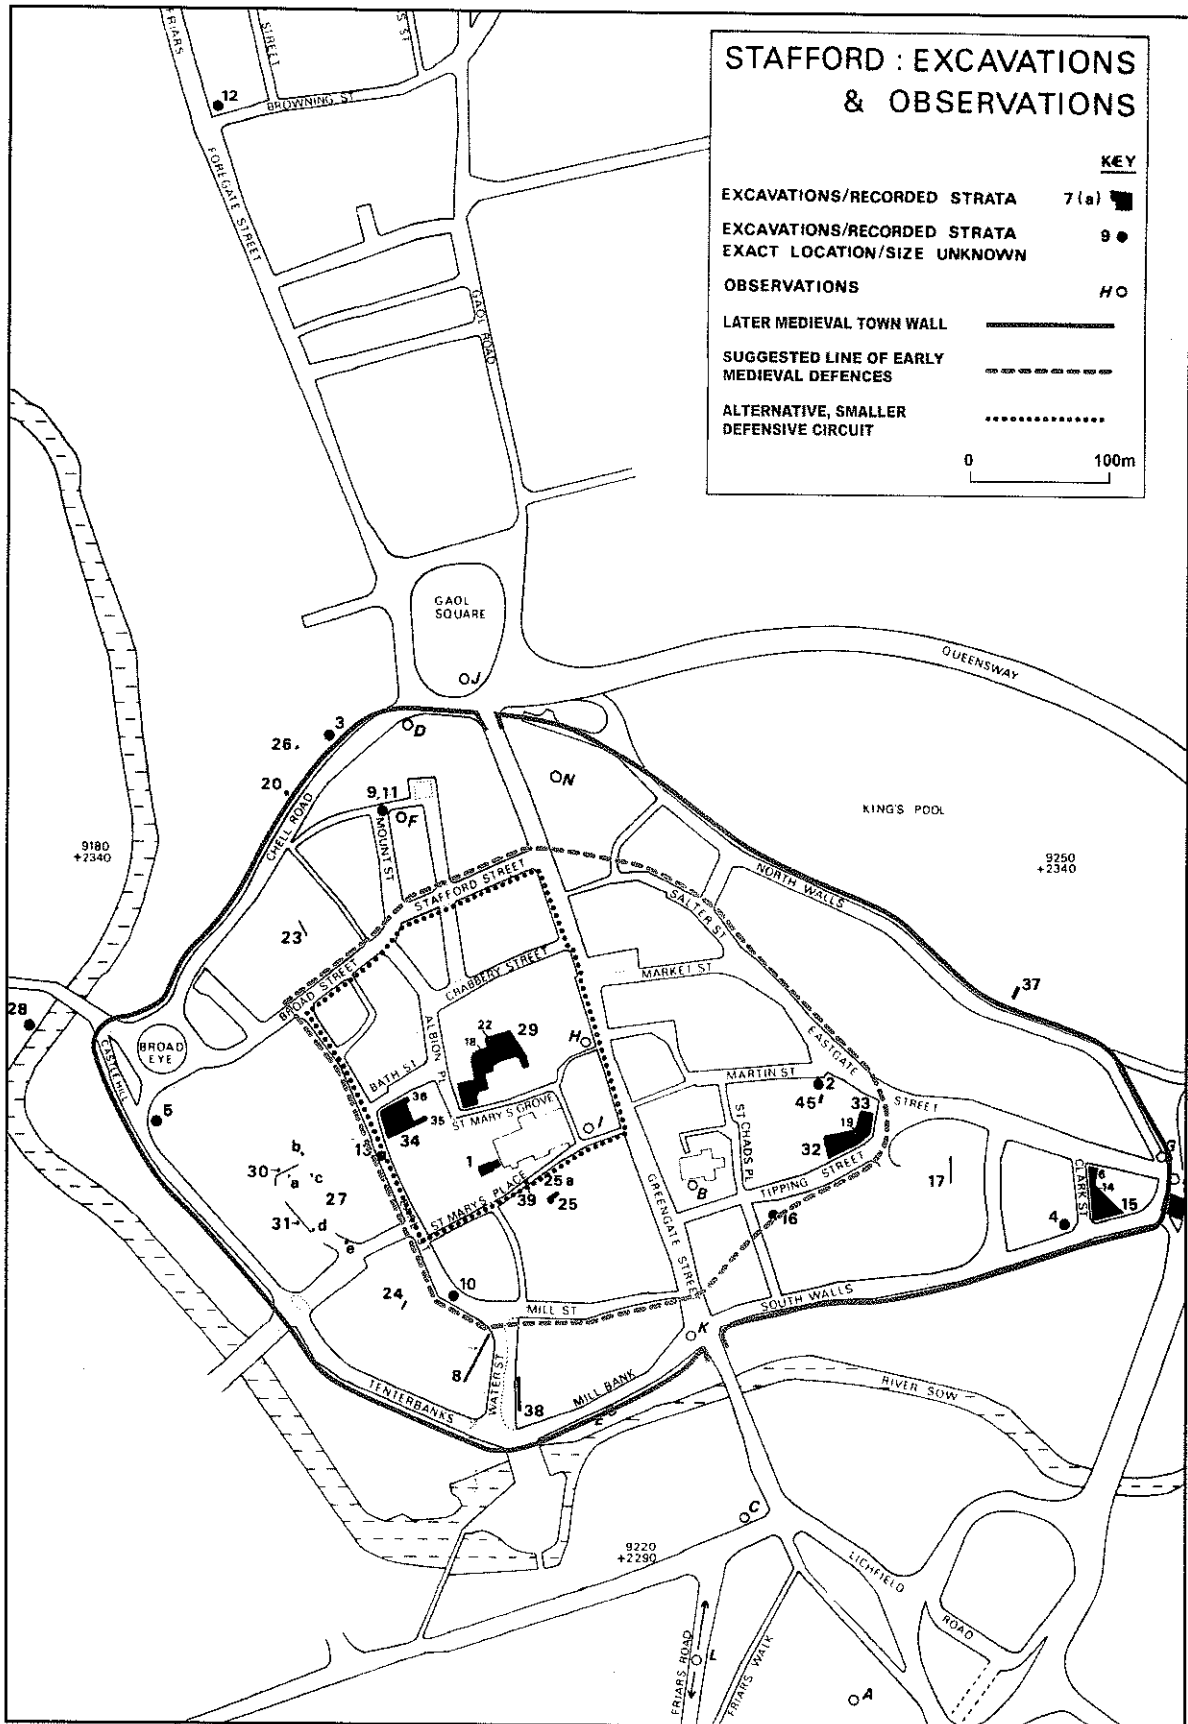 STAFFORD : EXCAVATIONS
& OBSERVATIONS
KEY
EXCAVATIONS/RECORDED STRATA 7(a)
EXCAVATIONS/RECORDED STRATA 9
EXACT LOCATION/SIZE UNKNOWN
OBSERVATIONS H
LATER MEDIEVAL TOWN WALL
SUGGESTED LINE OF EARLY
MEDIEVAL DEFENCES
ALTERNATIVE, SMALLER
DEFENSIVE CIRCUIT
0 100m
FRIARS
STREET
ST
12
BROWNING ST
FOREGATE STREET
GAOL ROAD
GAOL
SQUARE
J
QUEENSWAY
3
D
26
20
N
CHELL ROAD
9,11
F
MOUNT ST
KING'S POOL
9180
+2340
9250
+2340
STAFFORD STREET
NORTH WALLS
SALTER ST
23
BROAD STREET
CRABBERY STREET
MARKET ST
37
28
ALBION PL
22
29
18
H
EASTGATE
STREET
BROAD
EYE
CASTLE HILL
BATH ST
MARTIN ST
2
45
33
5
36
35
34
ST MARY'S GROVE
I
ST CHADS PL
19
32
G
13
b
30
a
c
27
1
ST MARY'S PLACE
25a
39
25
B
TIPPING STREET
17
CLARK ST
6
14
15
31
d
e
16
4
GREENGATE STREET
10
24
MILL ST
SOUTH WALLS
K
8
WATER ST
38
MILL BANK
E
TENTERBANKS
RIVER SOW
C
9220
+2290
LICHFIELD
ROAD
FRIARS ROAD
L
FRIARS WALK
A